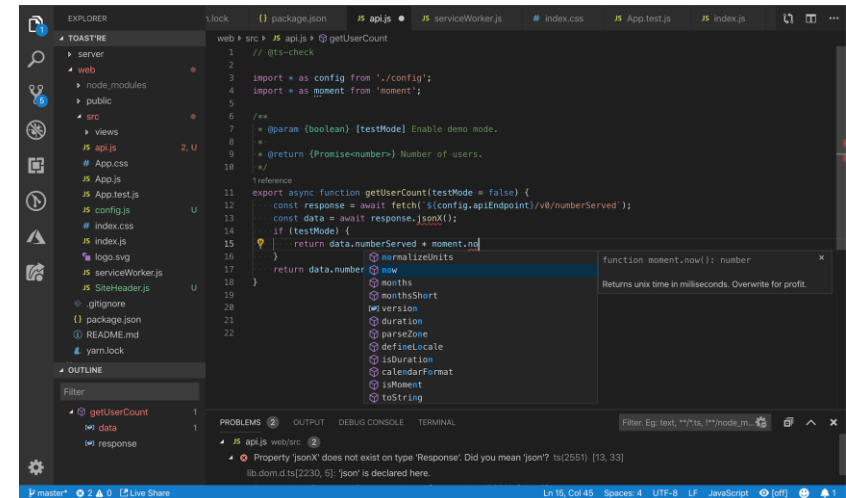 EXPLORER
TOAST'RE
server
web
node_modules
public
src
views
JS api.js 2, U
# App.css
JS App.js
JS App.test.js
JS config.js U
# index.css
JS index.js
logo.svg
JS serviceWorker.js
JS SiteHeader.js U
.gitignore
{} package.json
README.md
yarn.lock
OUTLINE
Filter
getUserCount 1
data 1
response
1
5
.lock {} package.json JS api.js JS serviceWorker.js # index.css JS App.test.js JS index.js
web src JS api.js getUserCount
1 // @ts-check
2
3 import * as config from './config';
4 import * as moment from 'moment';
5
6 /**
7 * @param {boolean} [testMode] Enable demo mode.
8 *
9 * @return {Promise<number>} Number of users.
10 */
1 reference
11 export async function getUserCount(testMode = false) {
12 const response = await fetch(`${config.apiEndpoint}/v0/numberServed`);
13 const data = await response.jsonX();
14 if (testMode) {
15 return data.numberServed + moment.no
16 }
17 return data.number
18 }
19
20
21
22
normalizeUnits
now
months
monthsShort
version
duration
parseZone
defineLocale
isDuration
calendarFormat
isMoment
toString
function moment.now(): number ×
Returns unix time in milliseconds. Overwrite for profit.
PROBLEMS 2 OUTPUT DEBUG CONSOLE TERMINAL Filter. Eg: text, **/*.ts, !**/node_m...
JS api.js web/src 2
Property 'jsonX' does not exist on type 'Response'. Did you mean 'json'? ts(2551) [13, 33]
lib.dom.d.ts[2230, 5]: 'json' is declared here.
master* 2 0 Live Share Ln 15, Col 45 Spaces: 4 UTF-8 LF JavaScript [off] 1